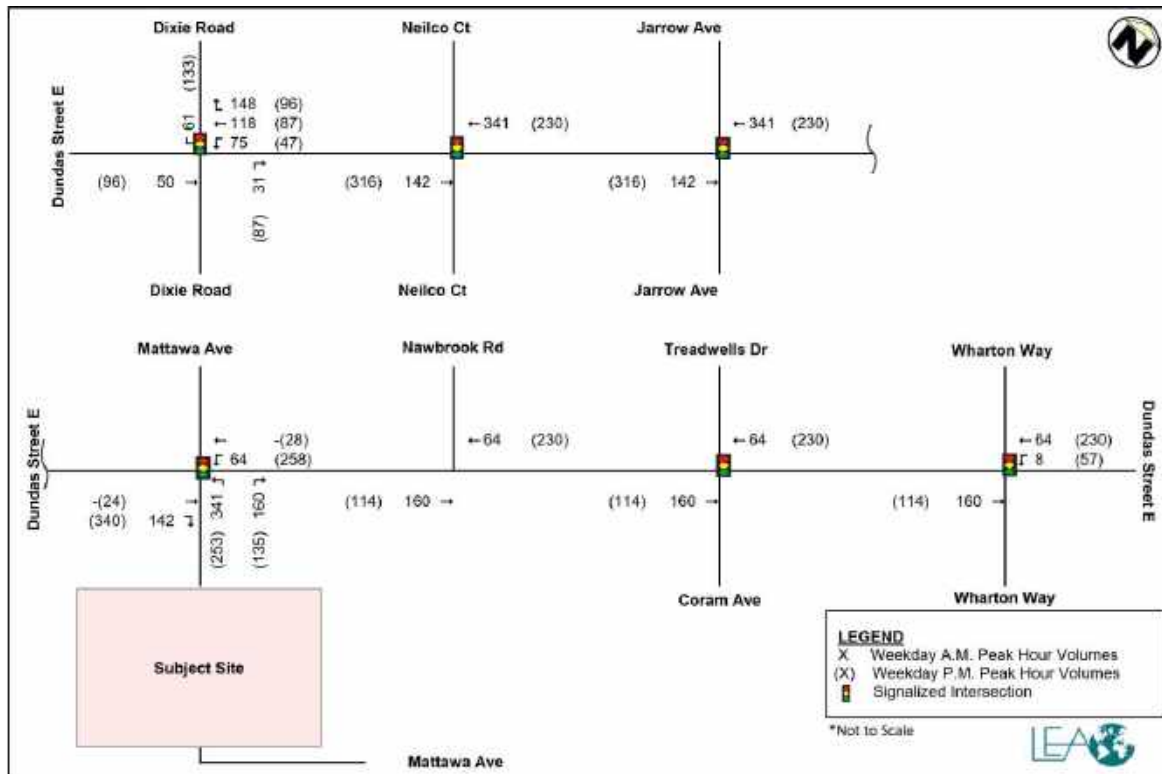 Dixie Road Neilco Ct Jarrow Ave
N
(133)
61
148 (96)
118 (87)
75 (47)
341 (230)
341 (230)
Dundas Street E
(96) 50
31
(87)
(316) 142
(316) 142
Dixie Road Neilco Ct Jarrow Ave
Mattawa Ave Nawbrook Rd Treadwells Dr Wharton Way
Dundas Street E
-(28)
64 (258)
64 (230)
64 (230)
64 (230)
8 (57)
Dundas Street E
-(24)
(340) 142
341
(253)
160
(135)
(114) 160
(114) 160
(114) 160
Coram Ave Wharton Way
Subject Site
LEGEND
X Weekday A.M. Peak Hour Volumes
(X) Weekday P.M. Peak Hour Volumes
Signalized Intersection
*Not to Scale
LEA
Mattawa Ave